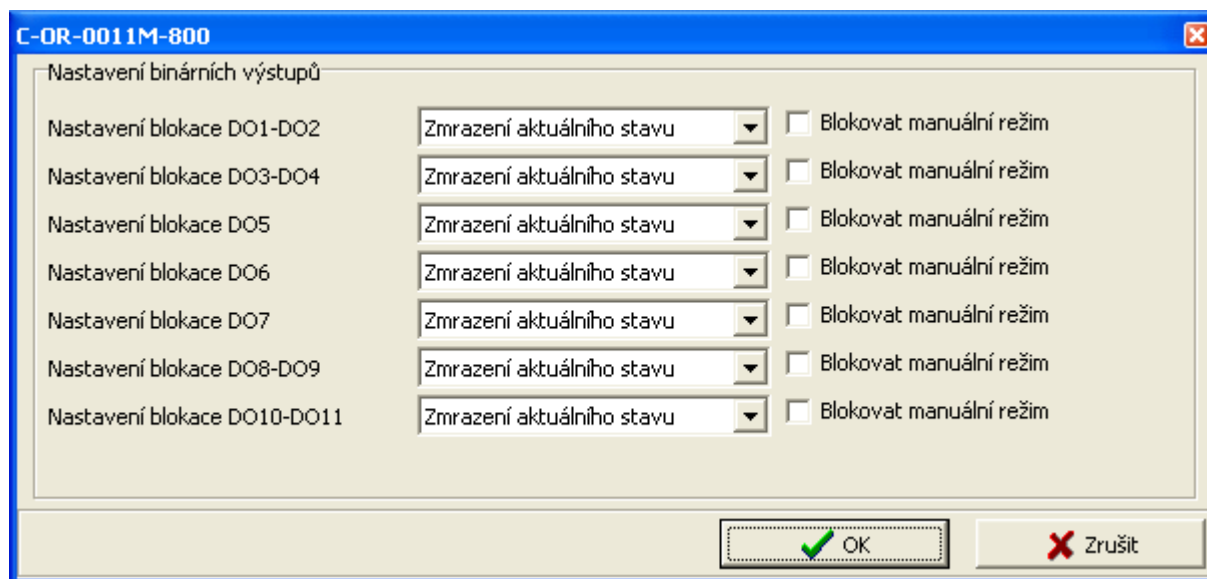 C-OR-0011M-800
Nastavení binárních výstupů
Nastavení blokace DO1-DO2 Zmrazení aktuálního stavu Blokovat manuální režim
Nastavení blokace DO3-DO4 Zmrazení aktuálního stavu Blokovat manuální režim
Nastavení blokace DO5 Zmrazení aktuálního stavu Blokovat manuální režim
Nastavení blokace DO6 Zmrazení aktuálního stavu Blokovat manuální režim
Nastavení blokace DO7 Zmrazení aktuálního stavu Blokovat manuální režim
Nastavení blokace DO8-DO9 Zmrazení aktuálního stavu Blokovat manuální režim
Nastavení blokace DO10-DO11 Zmrazení aktuálního stavu Blokovat manuální režim
OK Zrušit